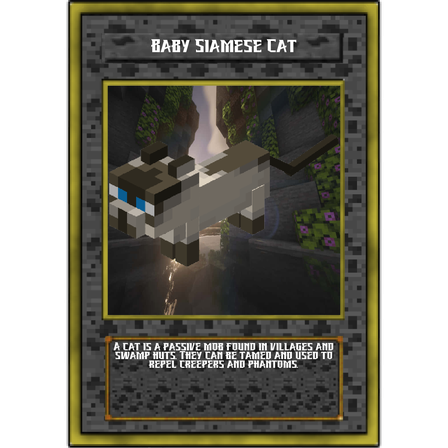 Baby Siamese Cat
A cat is a passive mob found in villages and
swamp huts. They can be tamed and used to
repel creepers and phantoms.